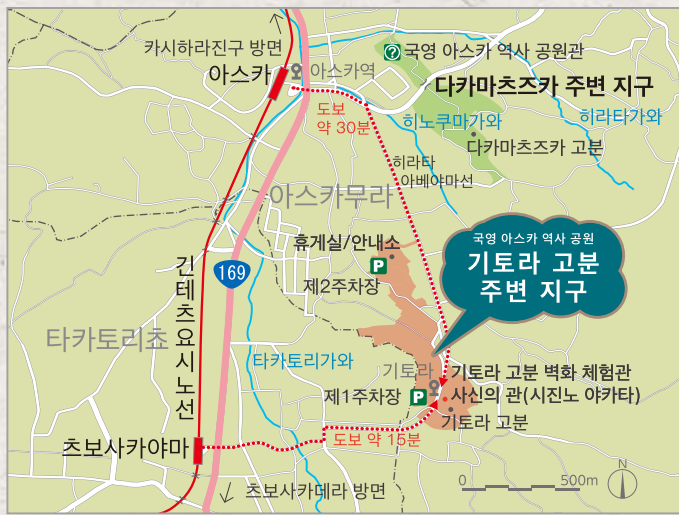 카시하라진구 방면
아스카
아스카역
국영 아스카 역사 공원관
다카마츠즈카 주변 지구
도보
약 30분
히노쿠마가와
히라타가와
다카마츠즈카 고분
히라타
아베야마선
아스카무라
휴게실/안내소
P
제2주차장
국영 아스카 역사 공원
기토라 고분
주변 지구
169
긴테츠요시노선
타카토리초
타카토리가와
기토라
기토라 고분 벽화 체험관
사신의 관(시진노 야카타)
제1주차장
P
기토라 고분
츠보사카야마
도보 약 15분
츠보사카데라 방면
0
500m
N